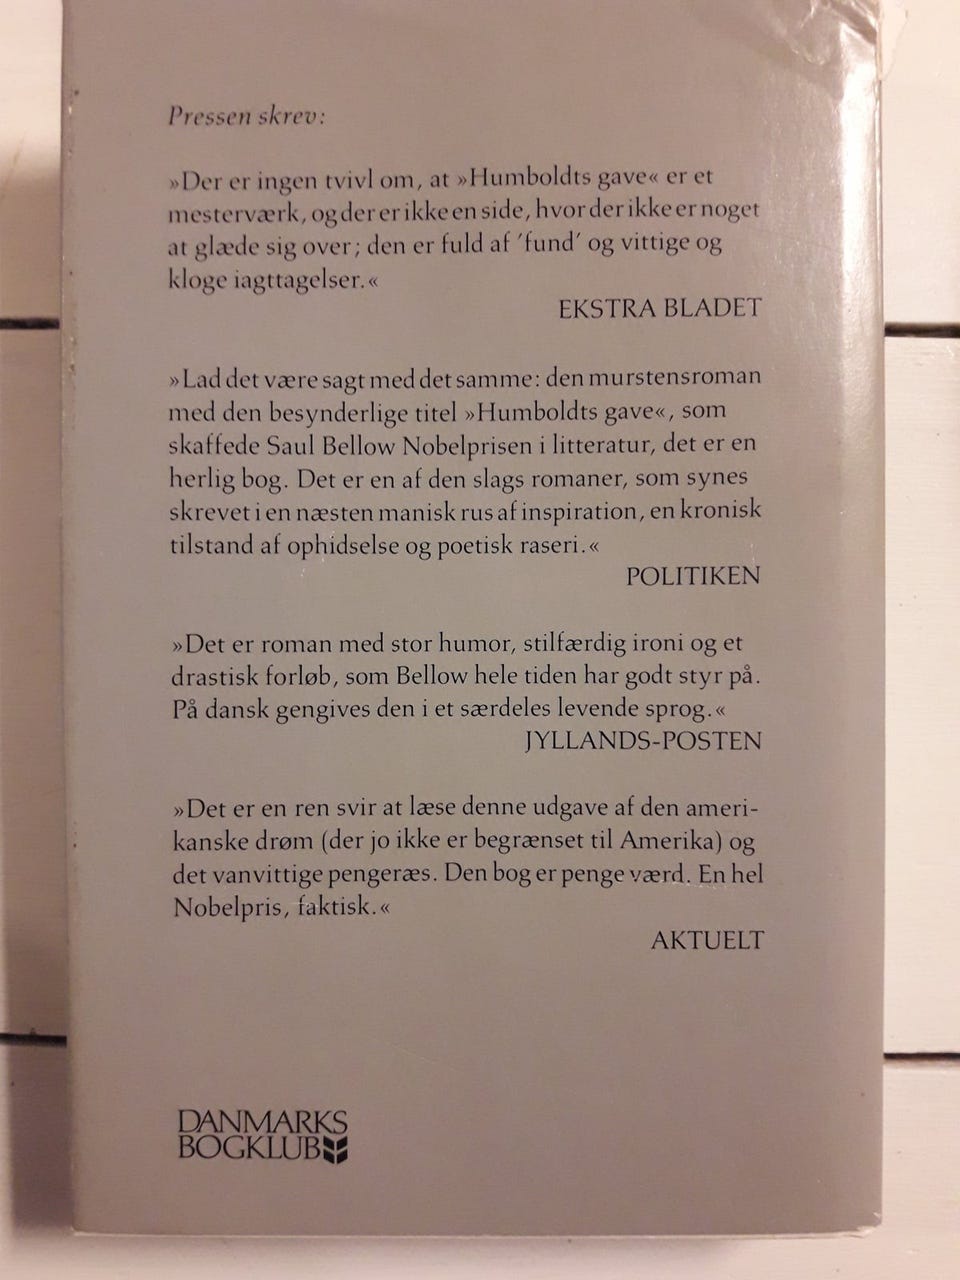 Pressen skrev:
»Der er ingen tvivl om, at »Humboldts gave« er et
mesterværk, og der er ikke en side, hvor der ikke er noget
at glæde sig over; den er fuld af 'fund' og vittige og
kloge iagttagelser.«
EKSTRA BLADET
»Lad det være sagt med det samme: den murstensroman
med den besynderlige titel »Humboldts gave«, som
skaffede Saul Bellow Nobelprisen i litteratur, det er en
herlig bog. Det er en af den slags romaner, som synes
skrevet i en næsten manisk rus af inspiration, en kronisk
tilstand af ophidselse og poetisk raseri.«
POLITIKEN
»Det er roman med stor humor, stilfærdig ironi og et
drastisk forløb, som Bellow hele tiden har godt styr på.
På dansk gengives den i et særdeles levende sprog.«
JYLLANDS-POSTEN
»Det er en ren svir at læse denne udgave af den ameri-
kanske drøm (der jo ikke er begrænset til Amerika) og
det vanvittige pengeræs. Den bog er penge værd. En hel
Nobelpris, faktisk.«
AKTUELT
DANMARKS
BOGKLUB